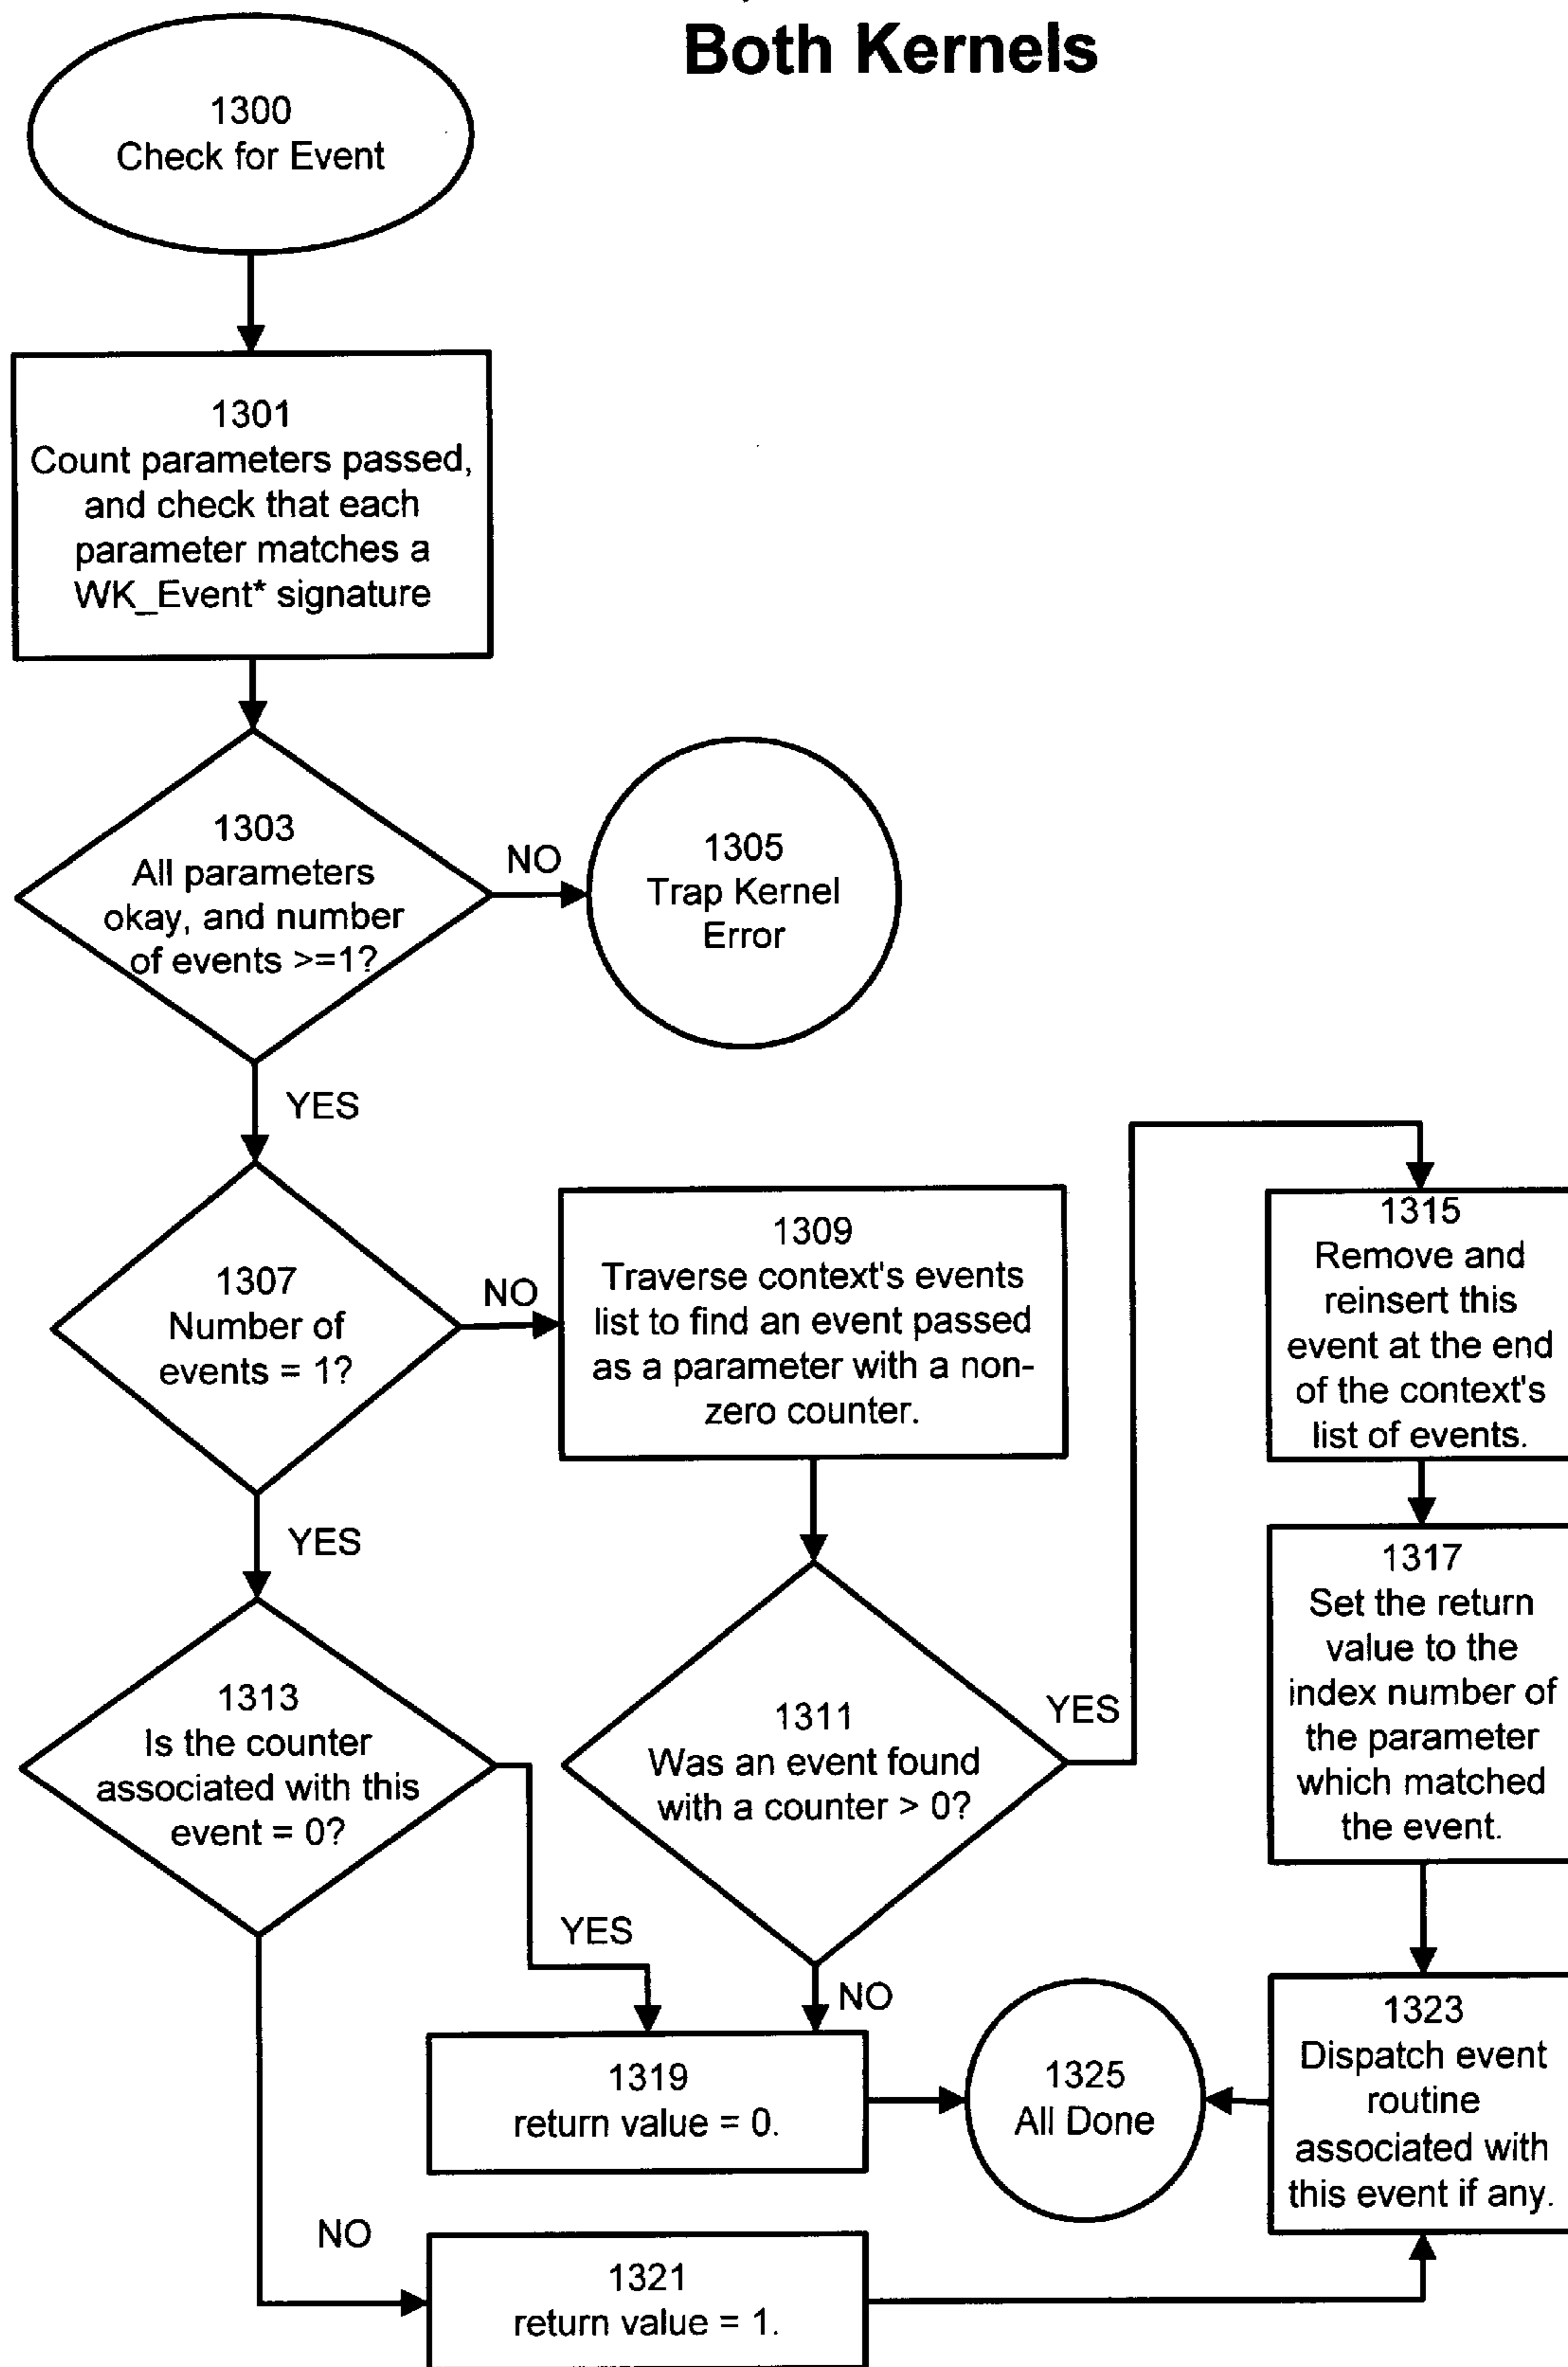 Both Kernels
1300
Check for Event
1301
Count parameters passed,
and check that each
parameter matches a
WK_Event* signature
1303
All parameters
okay, and number
of events >=1?
NO
1305
Trap Kernel
Error
YES
1307
Number of
events = 1?
NO
1309
Traverse context's events
list to find an event passed
as a parameter with a non-
zero counter.
1315
Remove and
reinsert this
event at the end
of the context's
list of events.
YES
1313
Is the counter
associated with this
event = 0?
1311
Was an event found
with a counter > 0?
YES
1317
Set the return
value to the
index number of
the parameter
which matched
the event.
YES
NO
1319
return value = 0.
1325
All Done
1323
Dispatch event
routine
associated with
this event if any.
NO
1321
return value = 1.